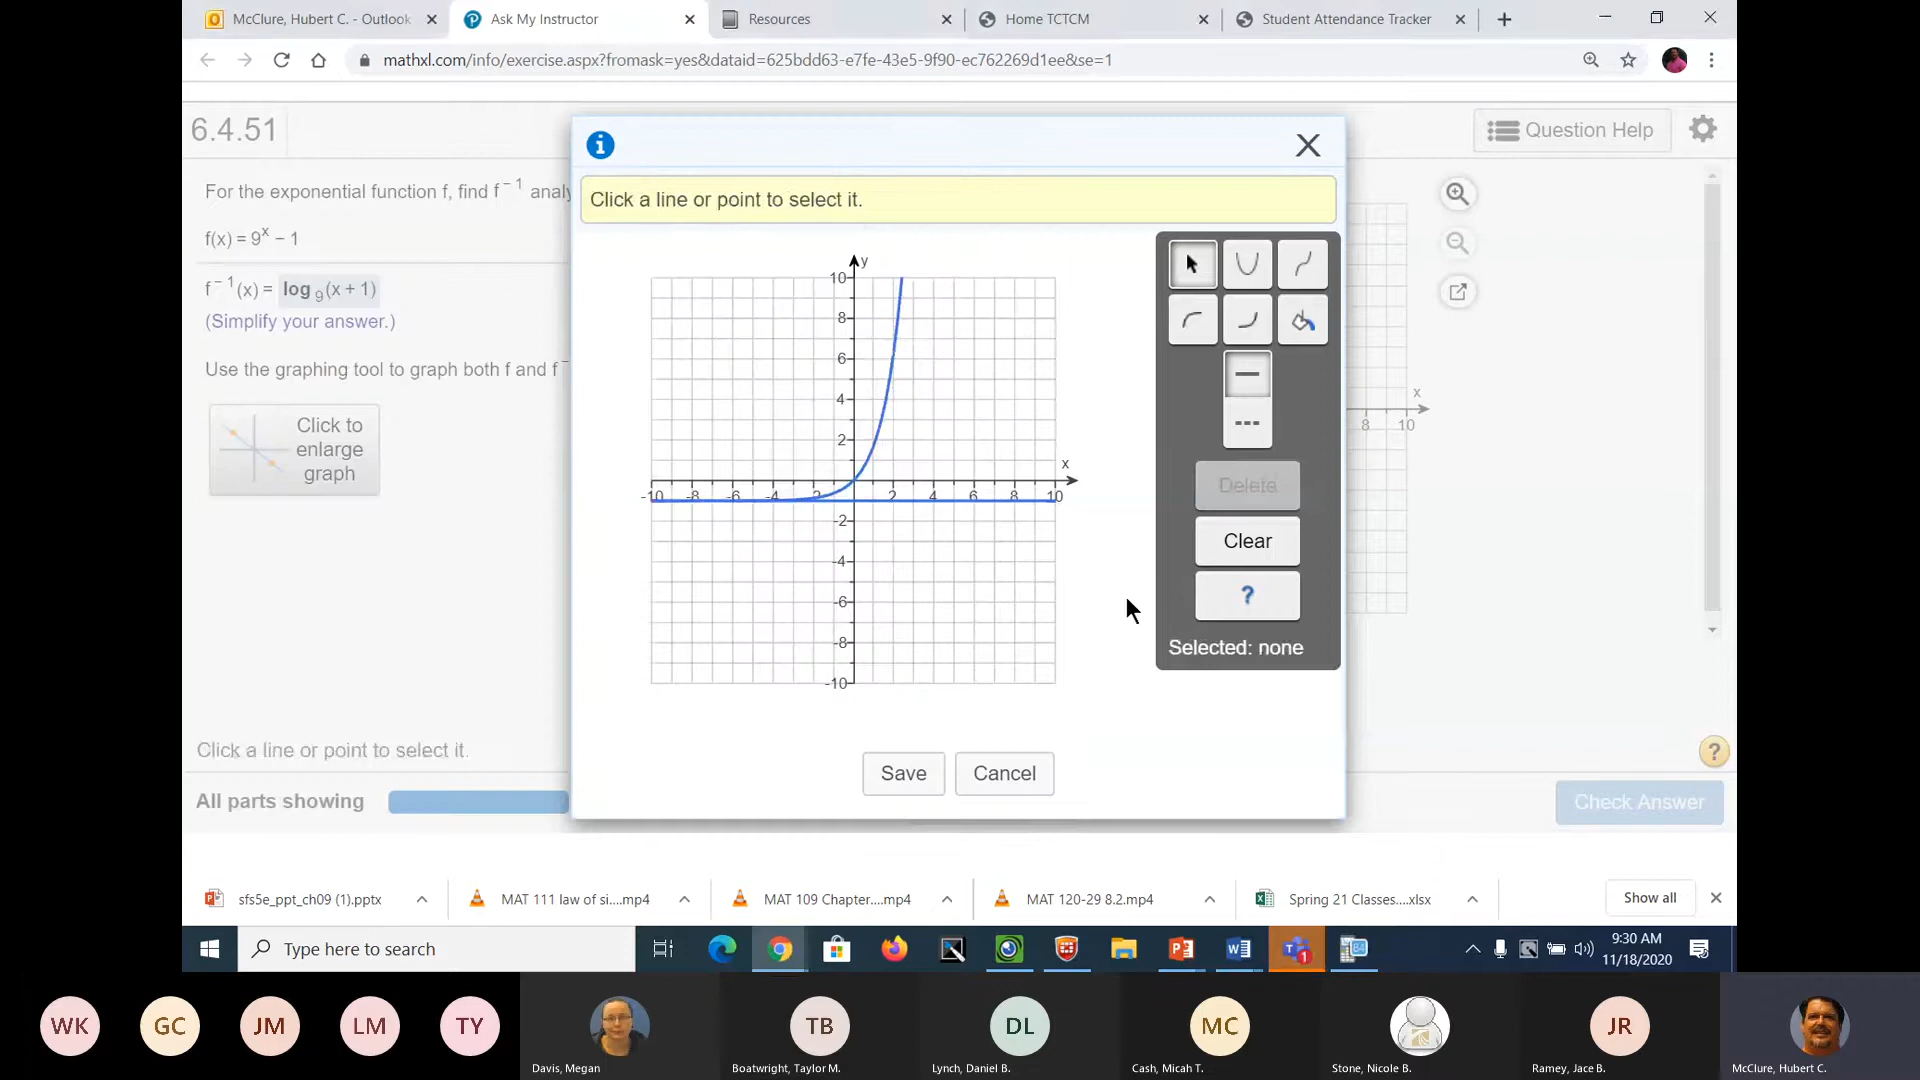 McClure, Hubert C. - Outlook
Ask My Instructor
Resources
Home TCTCM
Student Attendance Tracker
mathxl.com/info/exercise.aspx?fromask=yes&dataid=625bdd63-e7fe-43e5-9f90-ec762269d1ee&se=1
6.4.51
Question Help
For the exponential function f, find f⁻¹ analy
f(x) = 9ˣ − 1
f⁻¹(x) = log₉(x + 1)
(Simplify your answer.)
Use the graphing tool to graph both f and f⁻
Click to
enlarge
graph
Click a line or point to select it.
y
10
8
6
4
2
x
-10 -8 -6 -4 -2 2 4 6 8 10
-2
-4
-6
-8
-10
Delete
Clear
?
Selected: none
x
8 10
Save
Cancel
Click a line or point to select it.
?
All parts showing
Check Answer
sfs5e_ppt_ch09 (1).pptx
MAT 111 law of si....mp4
MAT 109 Chapter....mp4
MAT 120-29 8.2.mp4
Spring 21 Classes....xlsx
Show all
Type here to search
9:30 AM
11/18/2020
WK
GC
JM
LM
TY
TB
DL
MC
JR
Davis, Megan
Boatwright, Taylor M.
Lynch, Daniel B.
Cash, Micah T.
Stone, Nicole B.
Ramey, Jace B.
McClure, Hubert C.